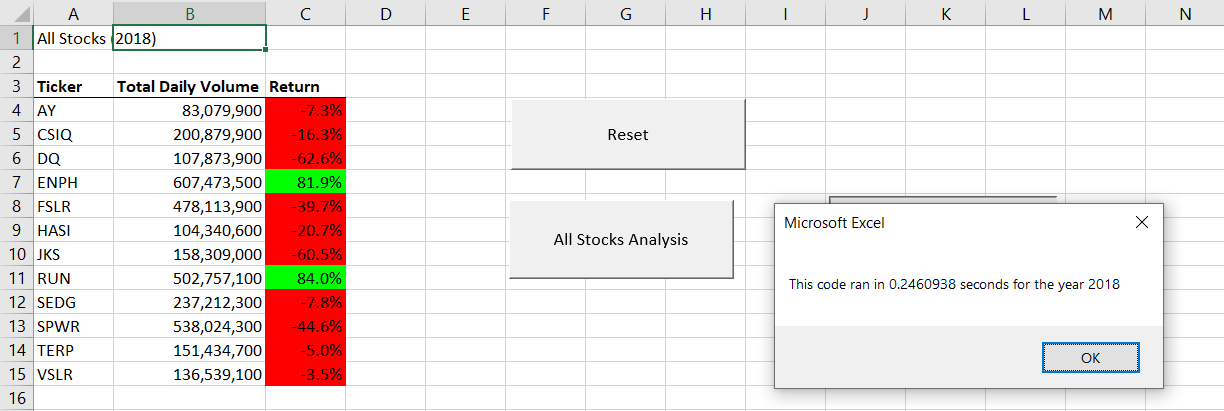 A B C D E F G H I J K L M N
1 All Stocks (2018)
2
3 Ticker Total Daily Volume Return
4 AY 83,079,900 -7.3%
5 CSIQ 200,879,900 -16.3%
6 DQ 107,873,900 -62.6%
7 ENPH 607,473,500 81.9%
8 FSLR 478,113,900 -39.7%
9 HASI 104,340,600 -20.7%
10 JKS 158,309,000 -60.5%
11 RUN 502,757,100 84.0%
12 SEDG 237,212,300 -7.8%
13 SPWR 538,024,300 -44.6%
14 TERP 151,434,700 -5.0%
15 VSLR 136,539,100 -3.5%
16
Reset
All Stocks Analysis
Microsoft Excel
This code ran in 0.2460938 seconds for the year 2018
OK